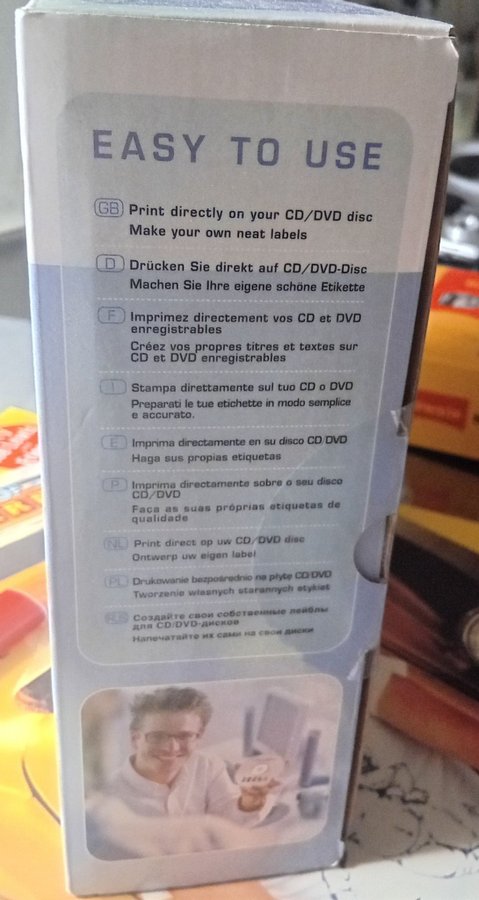 EASY TO USE
GB Print directly on your CD/DVD disc
Make your own neat labels
D Drücken Sie direkt auf CD/DVD-Disc
Machen Sie Ihre eigene schöne Etikette
F Imprimez directement vos CD et DVD
enregistrables
Créez vos propres titres et textes sur
CD et DVD enregistrables
I Stampa direttamente sul tuo CD o DVD
Preparati le tue etichette in modo semplice
e accurato.
E Imprima directamente en su disco CD/DVD
Haga sus propias etiquetas
P Imprima directamente sobre o seu disco
CD/DVD
Faca as suas próprias etiquetas de
qualidade
NL Print direct op uw CD/DVD disc
Ontwerp uw eigen label
PL Drukowanie bezpośrednio na płytę CD/DVD
Tworzenie własnych starannych etykiet
RUS Создайте свои собственные лейблы
для CD/DVD-дисков
Напечатайте их сами на свои диски